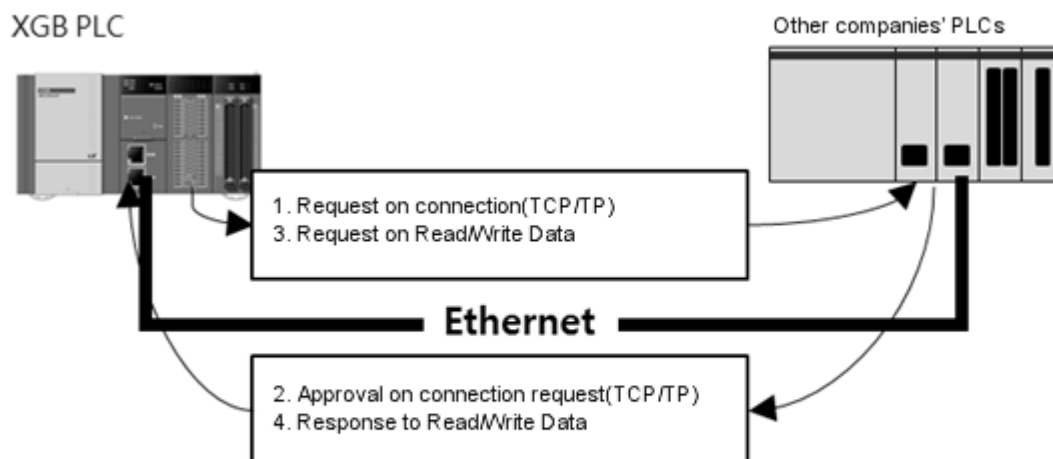 XGB PLC
Other companies' PLCs
1. Request on connection(TCP/TP)
3. Request on Read/Write Data
Ethernet
2. Approval on connection request(TCP/TP)
4. Response to Read/Write Data